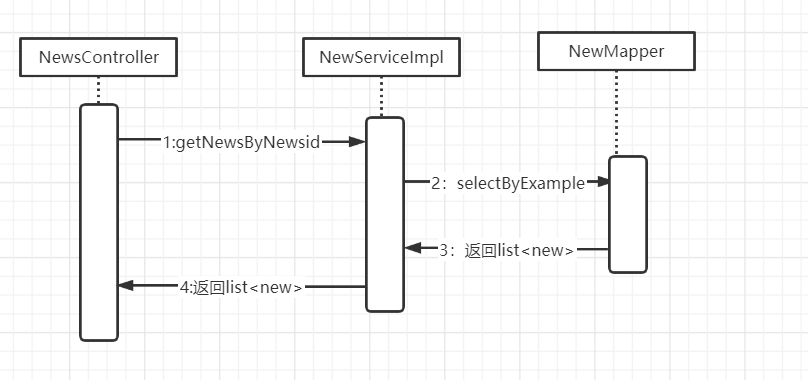 NewsController
NewServiceImpl
NewMapper
1:getNewsByNewsid
2：selectByExample
3：返回list<new>
4:返回list<new>